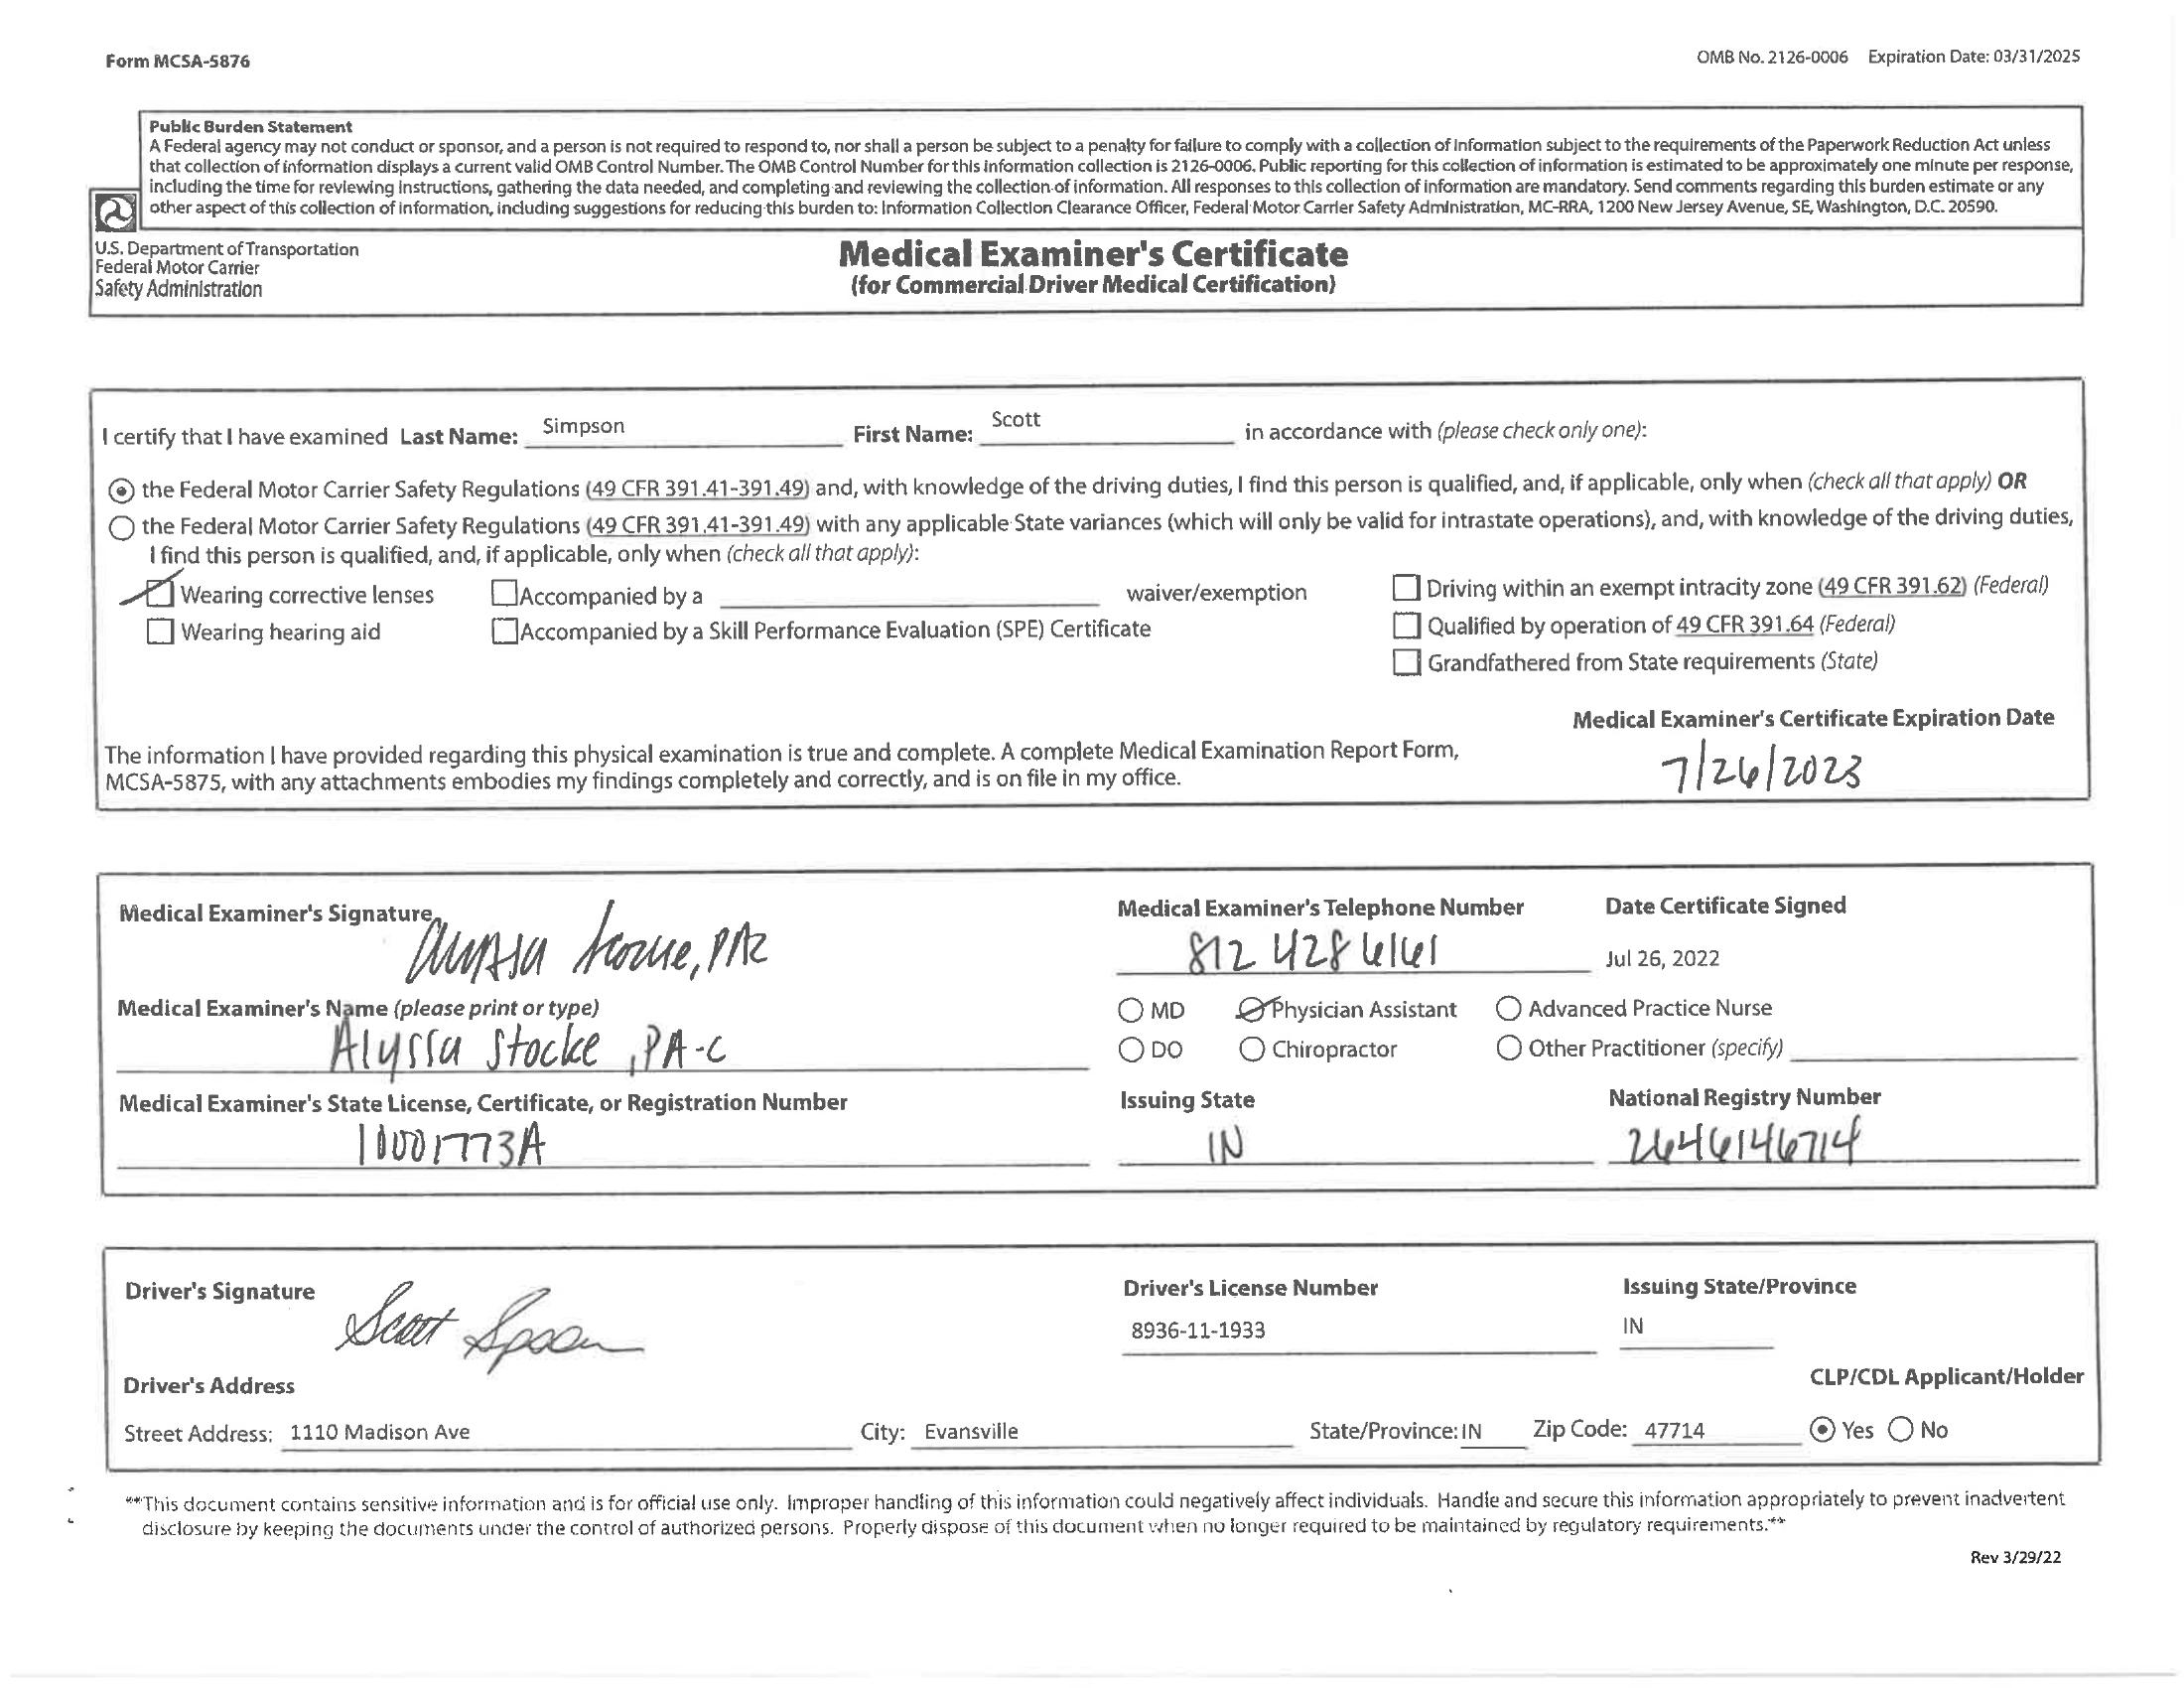 Form MCSA-5876
OMB No. 2126-0006 Expiration Date: 03/31/2025
Public Burden Statement
A Federal agency may not conduct or sponsor, and a person is not required to respond to, nor shall a person be subject to a penalty for failure to comply with a collection of information subject to the requirements of the Paperwork Reduction Act unless
that collection of information displays a current valid OMB Control Number. The OMB Control Number for this information collection is 2126-0006. Public reporting for this collection of information is estimated to be approximately one minute per response,
including the time for reviewing instructions, gathering the data needed, and completing and reviewing the collection of information. All responses to this collection of information are mandatory. Send comments regarding this burden estimate or any
other aspect of this collection of information, including suggestions for reducing this burden to: Information Collection Clearance Officer, Federal Motor Carrier Safety Administration, MC-RRA, 1200 New Jersey Avenue, SE, Washington, D.C. 20590.
U.S. Department of Transportation
Federal Motor Carrier
Safety Administration
Medical Examiner's Certificate
(for Commercial Driver Medical Certification)
I certify that I have examined Last Name: Simpson First Name: Scott in accordance with (please check only one):
the Federal Motor Carrier Safety Regulations (49 CFR 391.41-391.49) and, with knowledge of the driving duties, I find this person is qualified, and, if applicable, only when (check all that apply) OR
the Federal Motor Carrier Safety Regulations (49 CFR 391.41-391.49) with any applicable State variances (which will only be valid for intrastate operations), and, with knowledge of the driving duties,
I find this person is qualified, and, if applicable, only when (check all that apply):
Wearing corrective lenses Accompanied by a waiver/exemption Driving within an exempt intracity zone (49 CFR 391.62) (Federal)
Wearing hearing aid Accompanied by a Skill Performance Evaluation (SPE) Certificate Qualified by operation of 49 CFR 391.64 (Federal)
Grandfathered from State requirements (State)
Medical Examiner's Certificate Expiration Date
The information I have provided regarding this physical examination is true and complete. A complete Medical Examination Report Form,
MCSA-5875, with any attachments embodies my findings completely and correctly, and is on file in my office.
7/26/2023
Medical Examiner's Signature Medical Examiner's Telephone Number Date Certificate Signed
812 428 6161 Jul 26, 2022
Medical Examiner's Name (please print or type) MD Physician Assistant Advanced Practice Nurse
Alyssa Stocke, PA-C DO Chiropractor Other Practitioner (specify)
Medical Examiner's State License, Certificate, or Registration Number Issuing State National Registry Number
10001773A IN 2646146714
Driver's Signature Driver's License Number Issuing State/Province
Scott 8936-11-1933 IN
Driver's Address CLP/CDL Applicant/Holder
Street Address: 1110 Madison Ave City: Evansville State/Province: IN Zip Code: 47714 Yes No
**This document contains sensitive information and is for official use only. Improper handling of this information could negatively affect individuals. Handle and secure this information appropriately to prevent inadvertent
disclosure by keeping the documents under the control of authorized persons. Properly dispose of this document when no longer required to be maintained by regulatory requirements.**
Rev 3/29/22